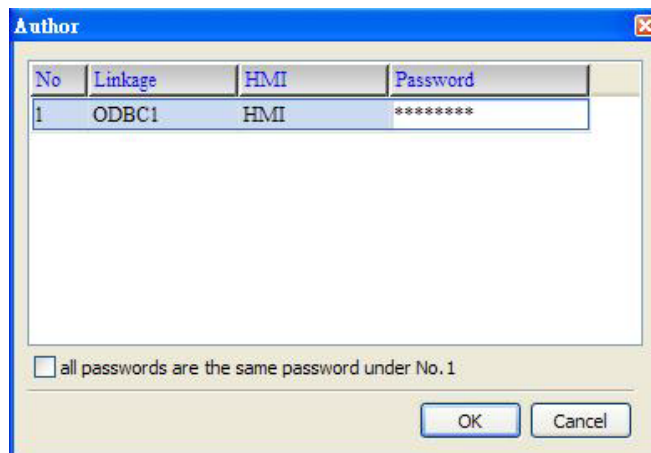 Author
No Linkage HMI Password
1 ODBC1 HMI ********
all passwords are the same password under No.1
OK Cancel